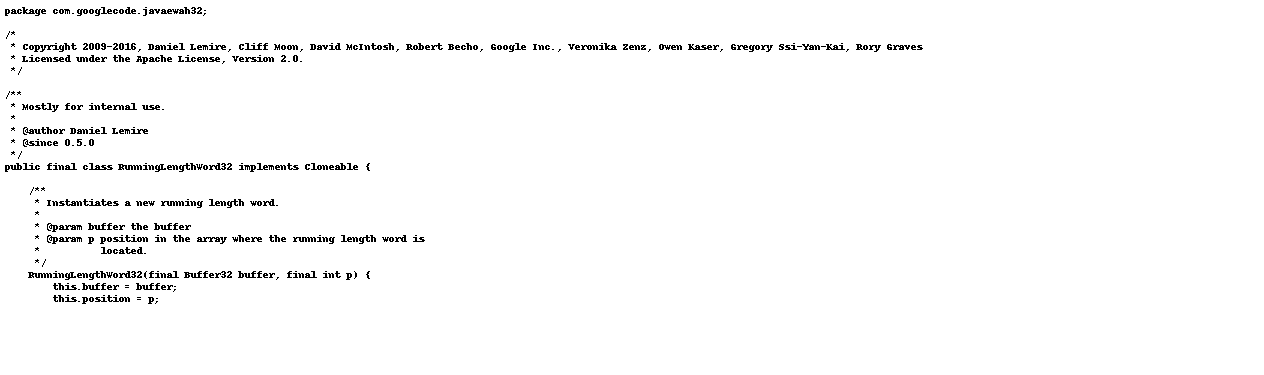 package com.googlecode.javaewah32;

/*
 * Copyright 2009-2016, Daniel Lemire, Cliff Moon, David McIntosh, Robert Becho, Google Inc., Veronika Zenz, Owen Kaser, Gregory Ssi-Yan-Kai, Rory Graves
 * Licensed under the Apache License, Version 2.0.
 */

/**
 * Mostly for internal use.
 *
 * @author Daniel Lemire
 * @since 0.5.0
 */
public final class RunningLengthWord32 implements Cloneable {

    /**
     * Instantiates a new running length word.
     *
     * @param buffer the buffer
     * @param p position in the array where the running length word is
     *          located.
     */
    RunningLengthWord32(final Buffer32 buffer, final int p) {
        this.buffer = buffer;
        this.position = p;